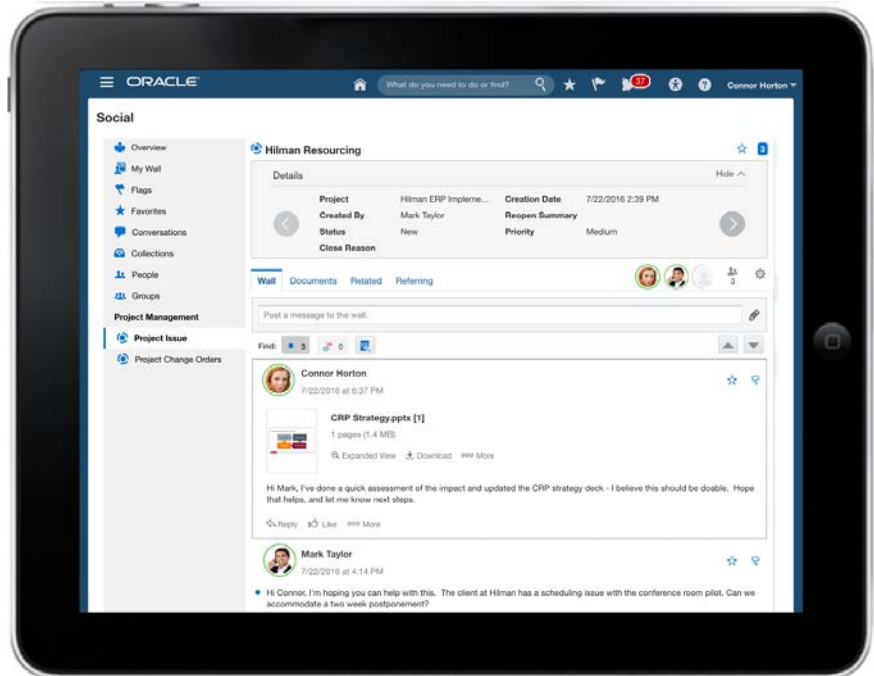 ORACLE
What do you need to do or find?
37
Connor Horton
Social
Overview
My Wall
Flags
Favorites
Conversations
Collections
People
Groups
Project Management
Project Issue
Project Change Orders
Hilman Resourcing
3
Details
Hide
Project Hilman ERP Impleme... Creation Date 7/22/2016 2:39 PM
Created By Mark Taylor Reopen Summary
Status New Priority Medium
Close Reason
Wall Documents Related Referring
3
Post a message to the wall.
Find: 3 0
Connor Horton
7/22/2016 at 6:37 PM
CRP Strategy.pptx [1]
1 pages (1.4 MB)
Expanded View Download More
Hi Mark, I've done a quick assessment of the impact and updated the CRP strategy deck - I believe this should be doable. Hope
that helps, and let me know next steps.
Reply Like More
Mark Taylor
7/22/2016 at 4:14 PM
Hi Connor, I'm hoping you can help with this. The client at Hilman has a scheduling issue with the conference room pilot. Can we
accommodate a two week postponement?